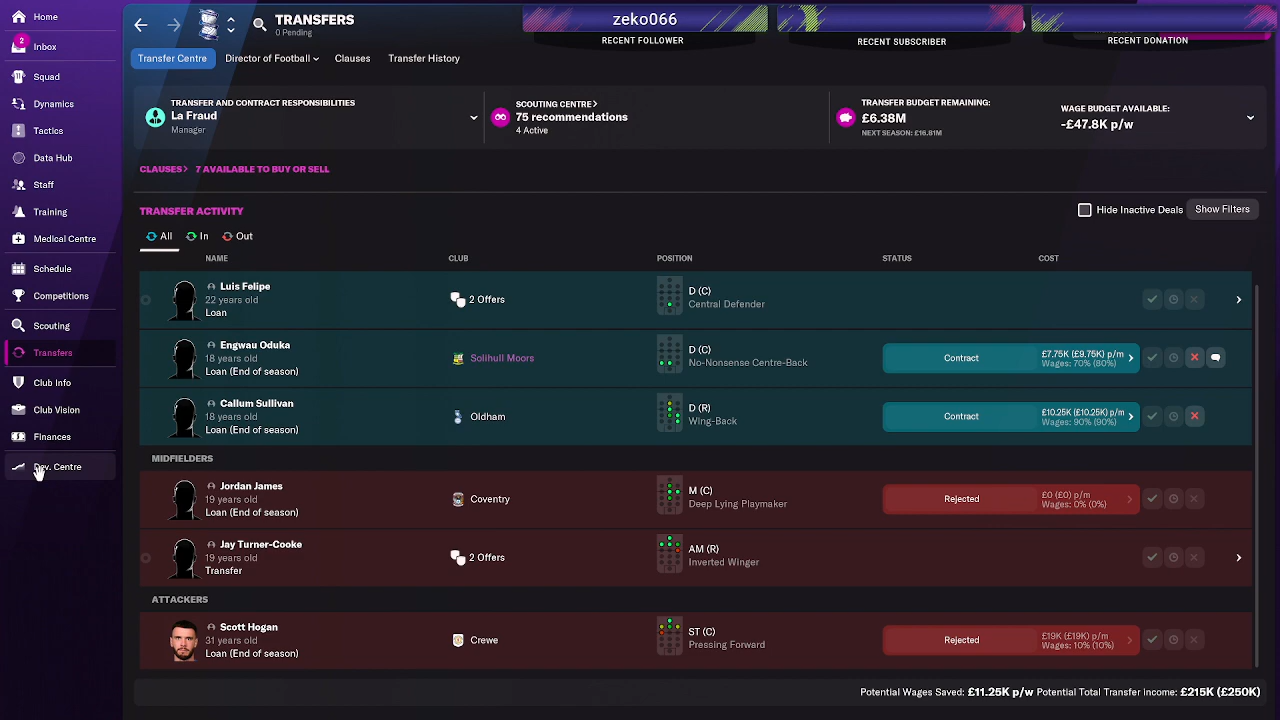 Home
2
Inbox
Squad
Dynamics
Tactics
Data Hub
Staff
Training
Medical Centre
Schedule
Competitions
Scouting
Transfers
Club Info
Club Vision
Finances
Dev. Centre
TRANSFERS
0 Pending
zeko066
RECENT FOLLOWER
RECENT SUBSCRIBER
RECENT DONATION
Transfer Centre
Director of Football
Clauses
Transfer History
TRANSFER AND CONTRACT RESPONSIBILITIES
La Fraud
Manager
SCOUTING CENTRE>
75 recommendations
4 Active
TRANSFER BUDGET REMAINING:
£6.38M
NEXT SEASON: £16.81M
WAGE BUDGET AVAILABLE:
-£47.8K p/w
CLAUSES> 7 AVAILABLE TO BUY OR SELL
TRANSFER ACTIVITY
Hide Inactive Deals
Show Filters
All In Out
NAME CLUB POSITION STATUS COST
Luis Felipe
22 years old
Loan
2 Offers
D (C)
Central Defender
Engwau Oduka
18 years old
Loan (End of season)
Solihull Moors
D (C)
No-Nonsense Centre-Back
Contract
£7.75K (£9.75K) p/m
Wages: 70% (80%)
Callum Sullivan
18 years old
Loan (End of season)
Oldham
D (R)
Wing-Back
Contract
£10.25K (£10.25K) p/m
Wages: 90% (90%)
MIDFIELDERS
Jordan James
19 years old
Loan (End of season)
Coventry
M (C)
Deep Lying Playmaker
Rejected
£0 (£0) p/m
Wages: 0% (0%)
Jay Turner-Cooke
19 years old
Transfer
2 Offers
AM (R)
Inverted Winger
ATTACKERS
Scott Hogan
31 years old
Loan (End of season)
Crewe
ST (C)
Pressing Forward
Rejected
£19K (£19K) p/m
Wages: 10% (10%)
Potential Wages Saved: £11.25K p/w Potential Total Transfer income: £215K (£250K)